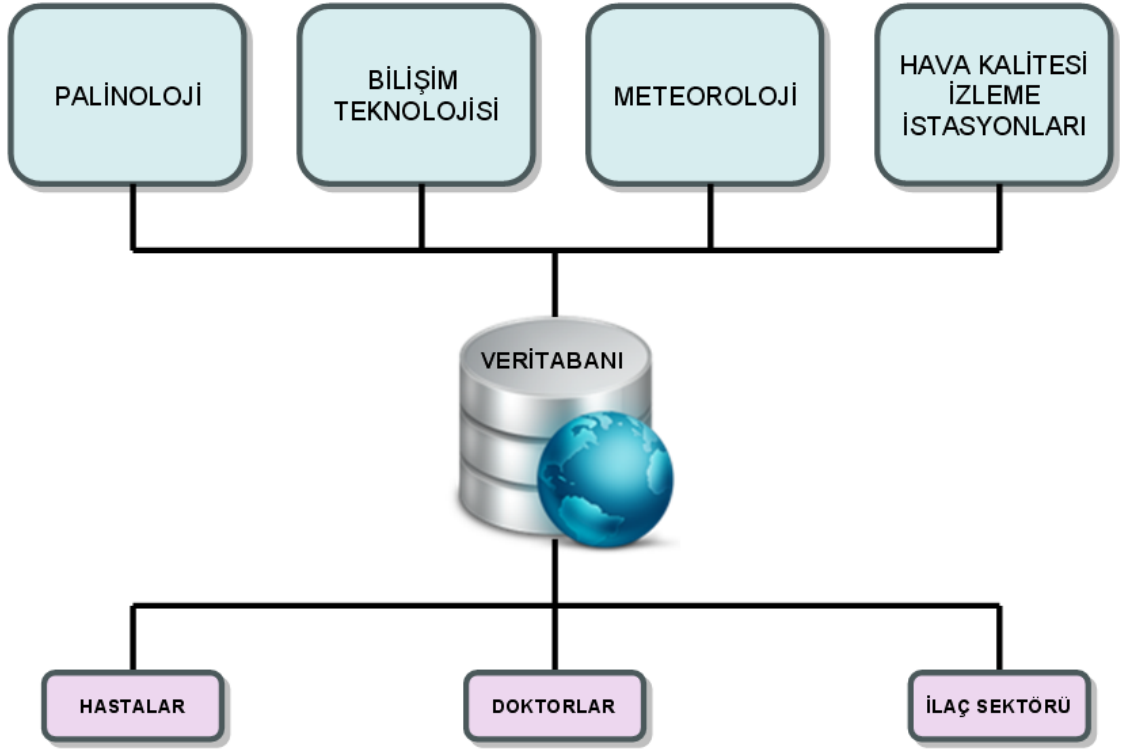 PALİNOLOJİ
BİLİŞİM
TEKNOLOJİSİ
METEOROLOJİ
HAVA KALİTESİ
İZLEME
İSTASYONLARI
VERİTABANI
HASTALAR
DOKTORLAR
İLAÇ SEKTÖRÜ